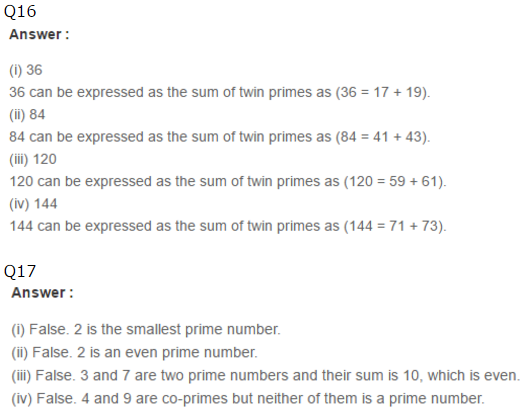 Q16
Answer :
(i) 36
36 can be expressed as the sum of twin primes as (36 = 17 + 19).
(ii) 84
84 can be expressed as the sum of twin primes as (84 = 41 + 43).
(iii) 120
120 can be expressed as the sum of twin primes as (120 = 59 + 61).
(iv) 144
144 can be expressed as the sum of twin primes as (144 = 71 + 73).
Q17
Answer :
(i) False. 2 is the smallest prime number.
(ii) False. 2 is an even prime number.
(iii) False. 3 and 7 are two prime numbers and their sum is 10, which is even.
(iv) False. 4 and 9 are co-primes but neither of them is a prime number.